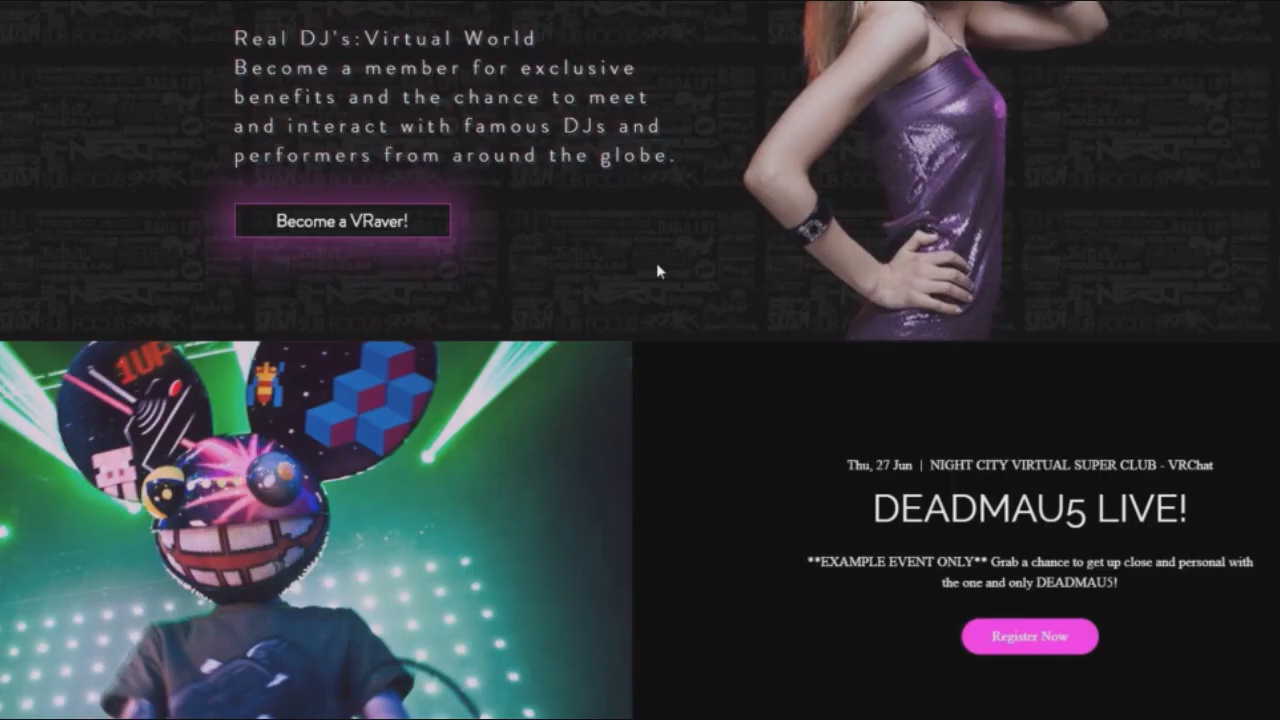 Real DJ's:Virtual World
Become a member for exclusive
benefits and the chance to meet
and interact with famous DJs and
performers from around the globe.
Become a VRaver!
1UP
Thu, 27 Jun | NIGHT CITY VIRTUAL SUPER CLUB - VRChat
DEADMAU5 LIVE!
**EXAMPLE EVENT ONLY** Grab a chance to get up close and personal with
the one and only DEADMAU5!
Register Now